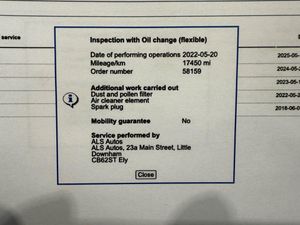 service
Inspection with Oil change (flexible)
Date of performing operations 2022-05-20
Mileage/km 17450 mi
Order number 58159
Additional work carried out
Dust and pollen filter
Air cleaner element
Spark plug
Mobility guarantee No
Service performed by
ALS Autos
ALS Autos, 23a Main Street, Little
Downham
CB62ST Ely
Close
2025-05-
2024-05-2
2023-05-1
2022-05-2
2018-06-0